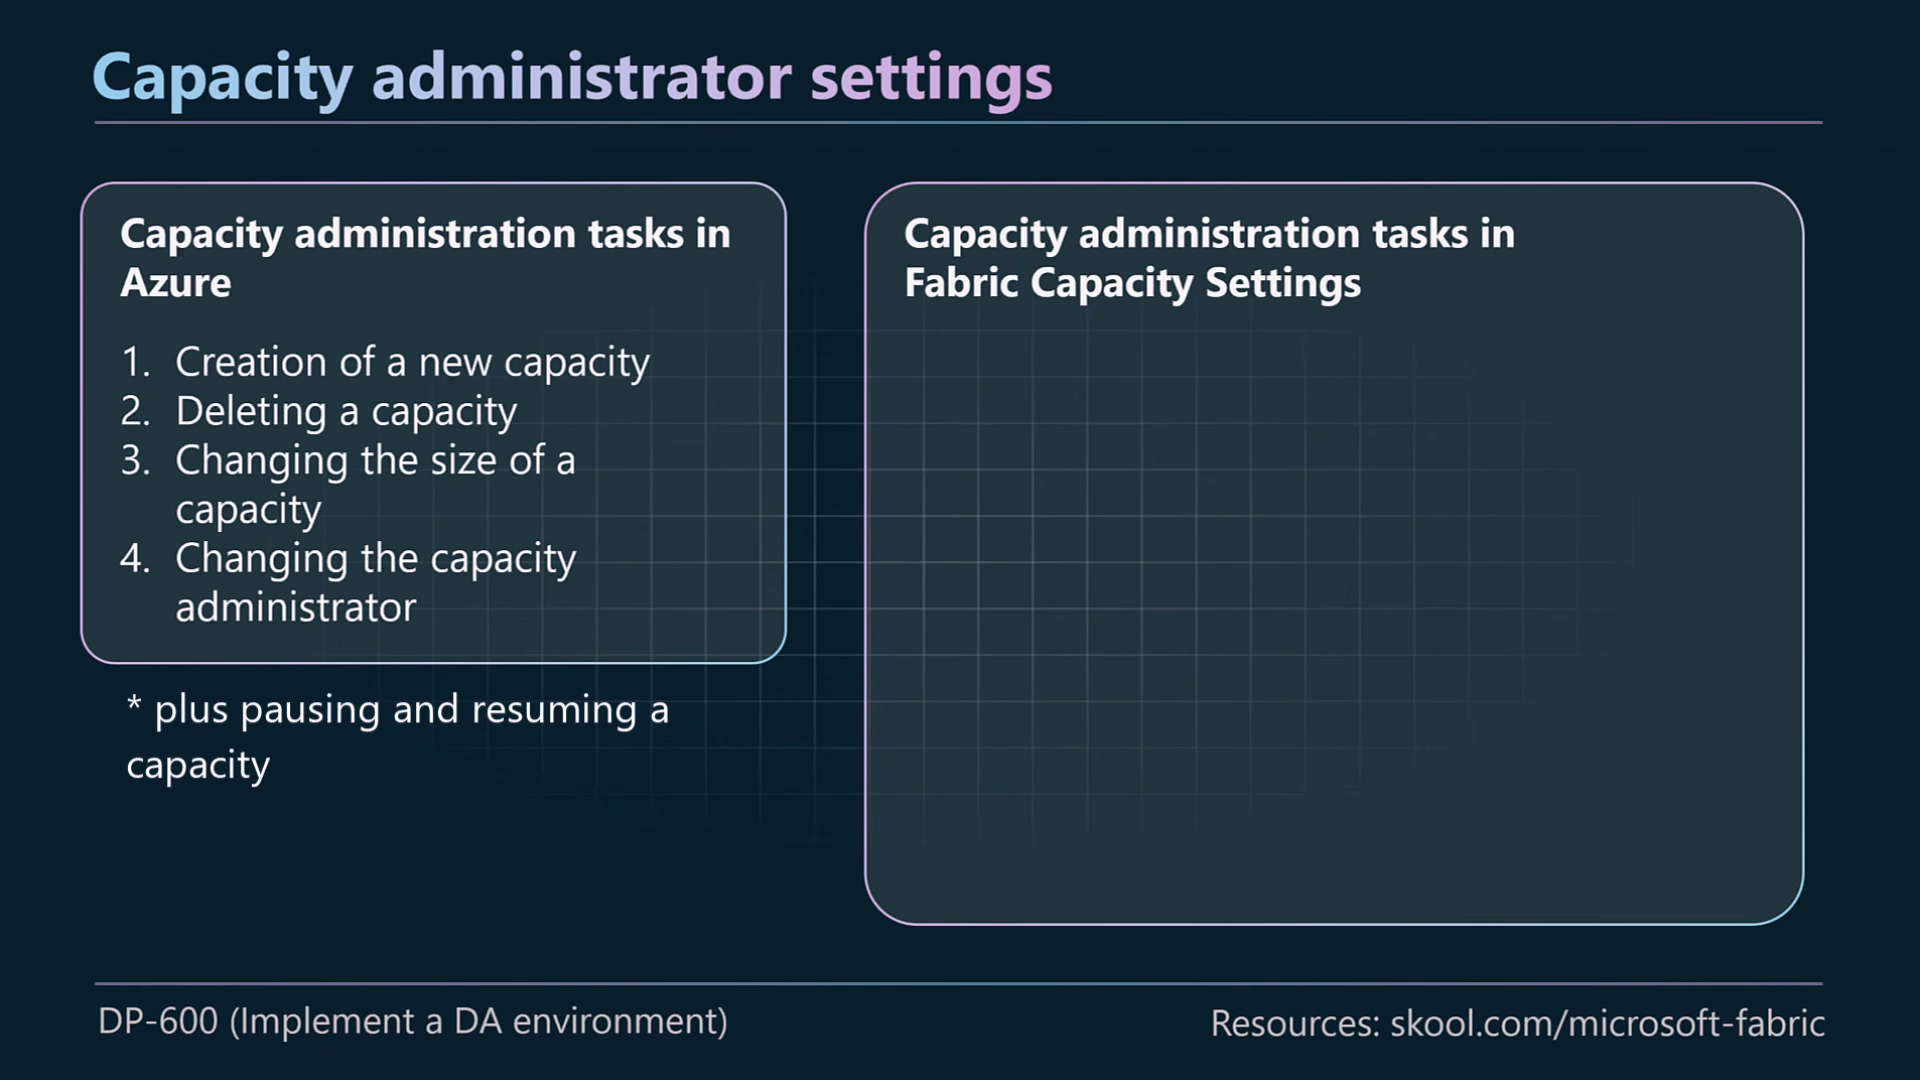 Capacity administrator settings
Capacity administration tasks in
Azure
1. Creation of a new capacity
2. Deleting a capacity
3. Changing the size of a
capacity
4. Changing the capacity
administrator
* plus pausing and resuming a
capacity
Capacity administration tasks in
Fabric Capacity Settings
DP-600 (Implement a DA environment)
Resources: skool.com/microsoft-fabric